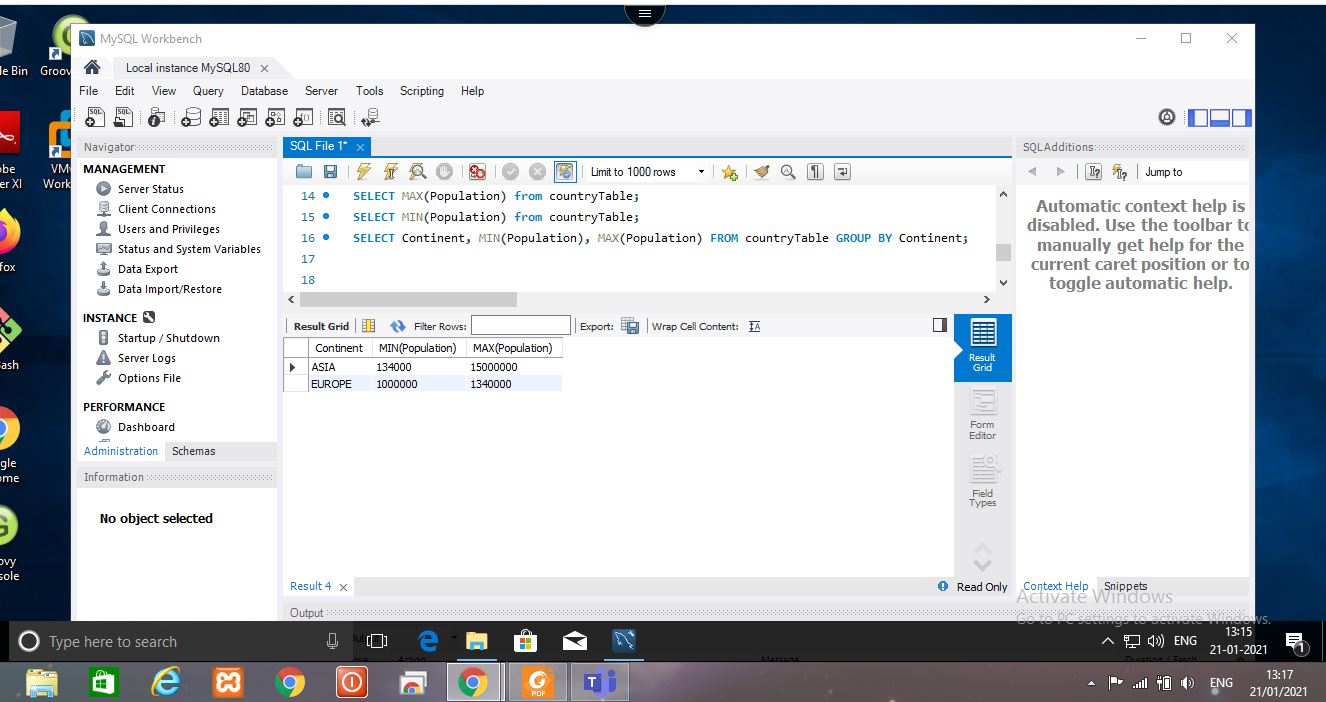 MySQL Workbench
Local instance MySQL80
File Edit View Query Database Server Tools Scripting Help
le Bin
Groov
Navigator
MANAGEMENT
Server Status
Client Connections
Users and Privileges
Status and System Variables
Data Export
Data Import/Restore
INSTANCE
Startup / Shutdown
Server Logs
Options File
PERFORMANCE
Dashboard
Administration Schemas
Information
No object selected
SQL File 1*
Limit to 1000 rows
14 SELECT MAX(Population) from countryTable;
15 SELECT MIN(Population) from countryTable;
16 SELECT Continent, MIN(Population), MAX(Population) FROM countryTable GROUP BY Continent;
17
18
Result Grid Filter Rows: Export: Wrap Cell Content:
Continent MIN(Population) MAX(Population)
ASIA 134000 15000000
EUROPE 1000000 1340000
Result
Grid
Form
Editor
Field
Types
Result 4
Read Only
Output
SQLAdditions
Jump to
Automatic context help is
disabled. Use the toolbar to
manually get help for the
current caret position or to
toggle automatic help.
Context Help Snippets
Activate Windows
Go to PC settings to activate Windows.
obe
er XI
VM
Work
fox
ash
gle
ome
ovy
sole
Type here to search
ENG
13:15
21-01-2021
1
PDF
T
ENG
13:17
21/01/2021